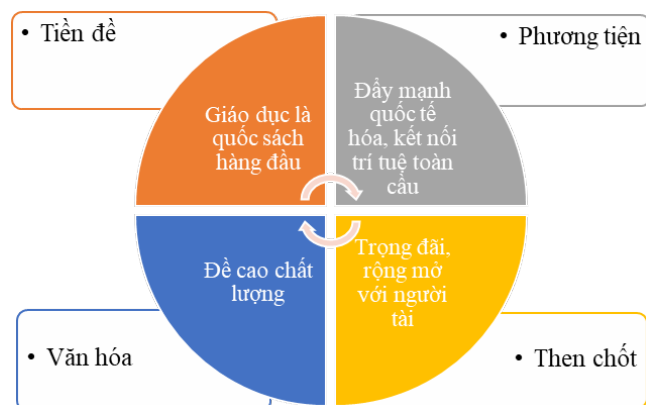 • Tiền đề
• Phương tiện
Giáo dục là
quốc sách
hàng đầu
Đẩy mạnh
quốc tế
hóa, kết nối
trí tuệ toàn
cầu
Đề cao chất
lượng
Trọng đãi,
rộng mở
với người
tài
• Văn hóa
• Then chốt